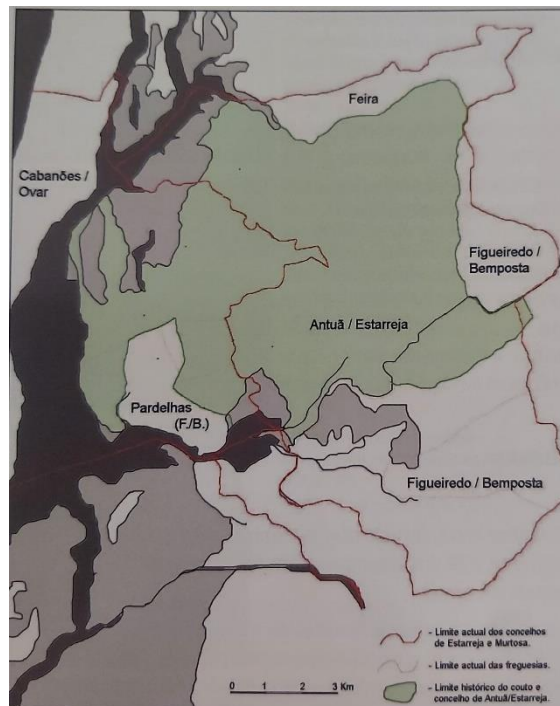 Feira
Cabanões /
Ovar
Figueiredo /
Bemposta
Antuã / Estarreja
Pardelhas
(F./B.)
Figueiredo / Bemposta
- Limite actual dos concelhos
de Estarreja e Murtosa.
- Limite actual das freguesias.
- Limite histórico do couto e
concelho de Antuã/Estarreja.
0 1 2 3 Km